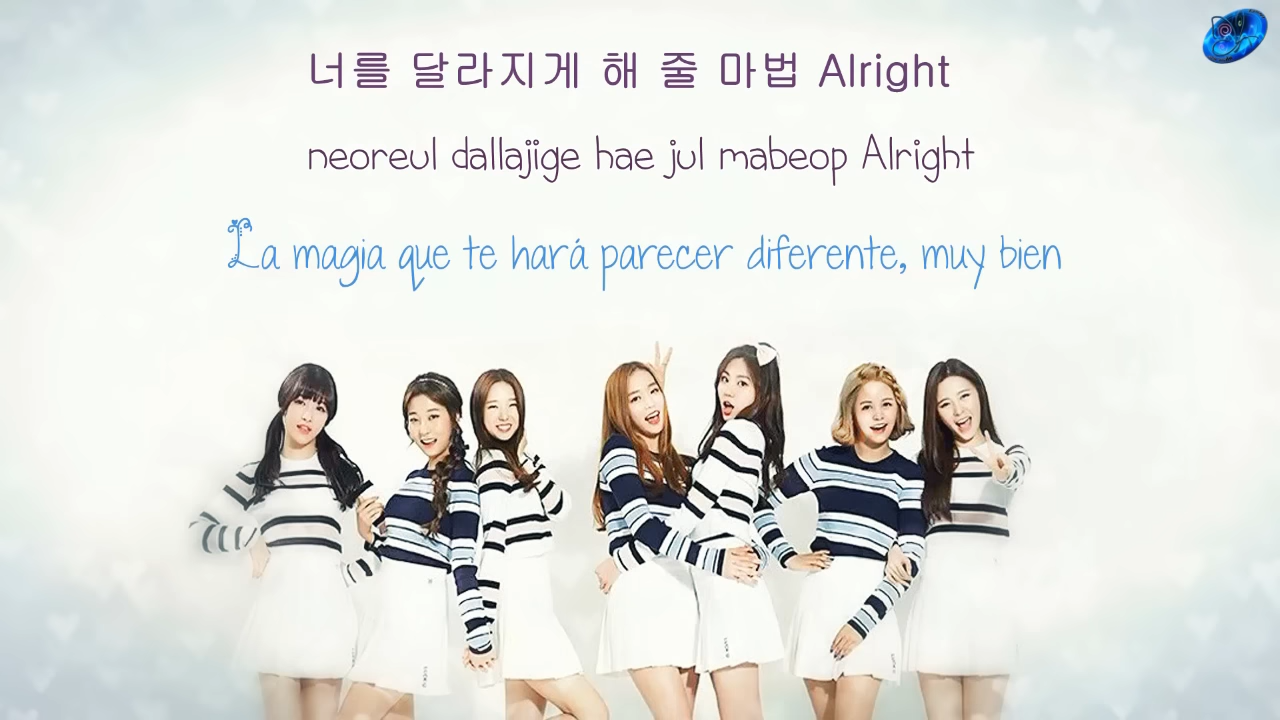 너를 달라지게 해 줄 마법 Alright
neoreul dallajige hae jul mabeop Alright
La magia que te hará parecer diferente, muy bien